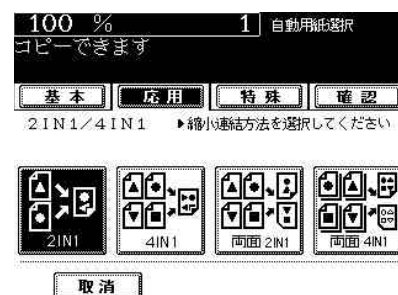 100 % 1 自動用紙選択
コピーできます
基本 応用 特殊 確認
2IN1/4IN1 ▶縮小連結方法を選択してください
2IN1 4IN1 両面 2IN1 両面 4IN1
取消